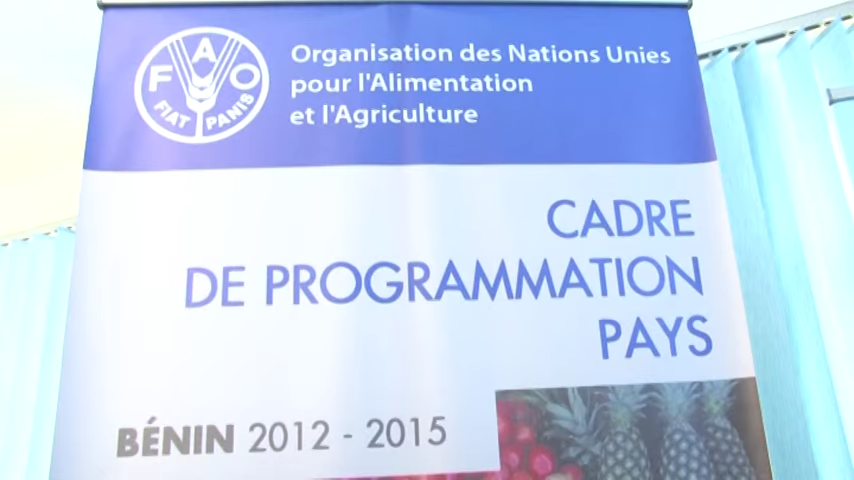 FAO
FIAT PANIS
Organisation des Nations Unies
pour l'Alimentation
et l'Agriculture
CADRE
DE PROGRAMMATION
PAYS
BÉNIN 2012 - 2015